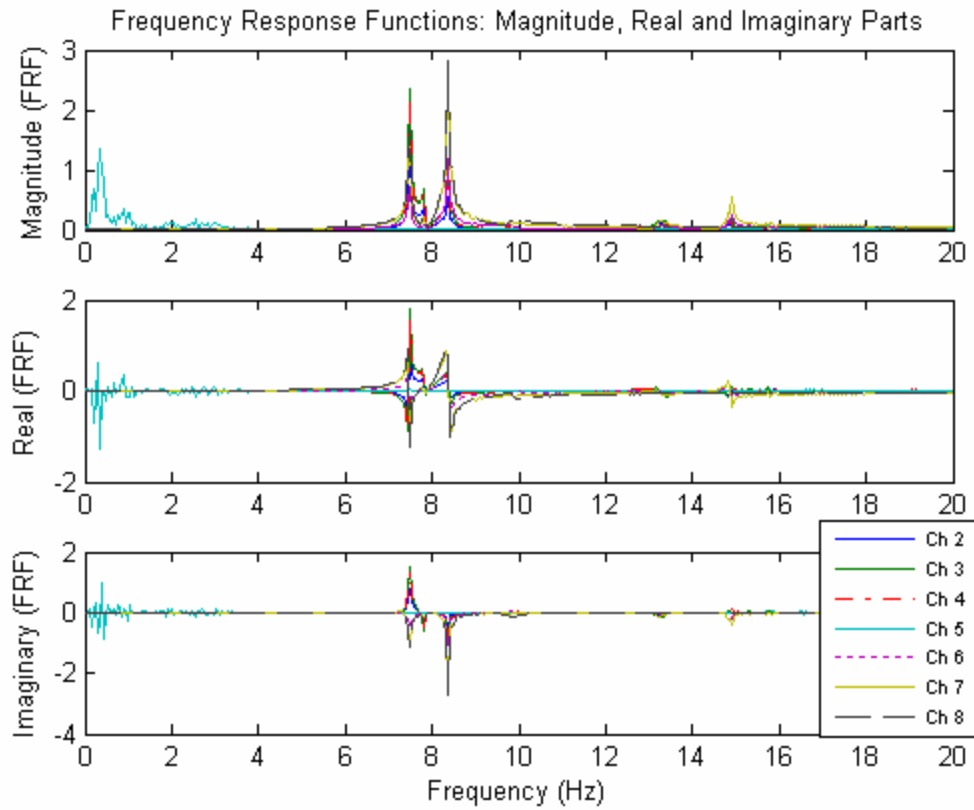 Frequency Response Functions: Magnitude, Real and Imaginary Parts
Magnitude (FRF)
3
2
1
0
0 2 4 6 8 10 12 14 16 18 20
Real (FRF)
2
0
-2
0 2 4 6 8 10 12 14 16 18 20
Imaginary (FRF)
2
0
-2
-4
0 2 4 6 8 10 12 14 16 18 20
Frequency (Hz)
Ch 2
Ch 3
Ch 4
Ch 5
Ch 6
Ch 7
Ch 8